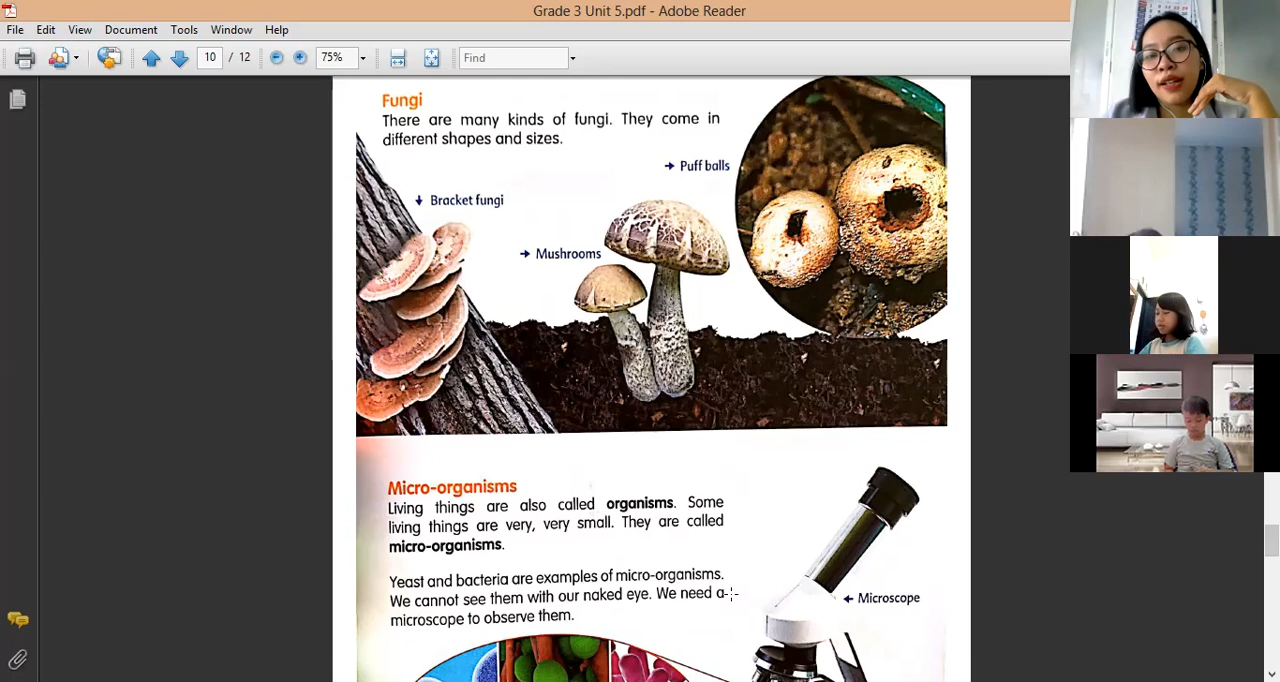 Grade 3 Unit 5.pdf - Adobe Reader
File Edit View Document Tools Window Help
10 / 12 75% Find
Fungi
There are many kinds of fungi. They come in
different shapes and sizes.
→ Puff balls
↓ Bracket fungi
→ Mushrooms
Micro-organisms
Living things are also called organisms. Some
living things are very, very small. They are called
micro-organisms.
Yeast and bacteria are examples of micro-organisms.
We cannot see them with our naked eye. We need a
microscope to observe them.
← Microscope